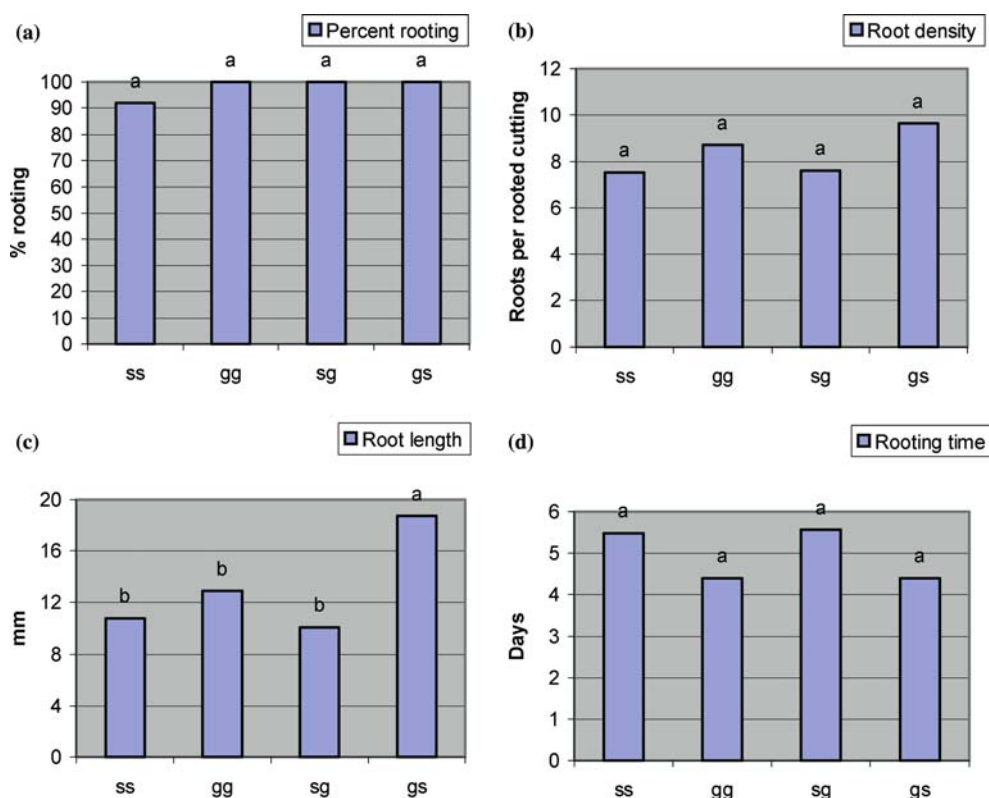 (a)
Percent rooting
a a a a
100
90
80
70
60
50
40
30
20
10
0
% rooting
ss gg sg gs
(b)
Root density
12
10
8
6
4
2
0
a a a a
Roots per rooted cutting
ss gg sg gs
(c)
Root length
20
16
12
8
4
0
b b b a
mm
ss gg sg gs
(d)
Rooting time
6
5
4
3
2
1
0
a a a a
Days
ss gg sg gs